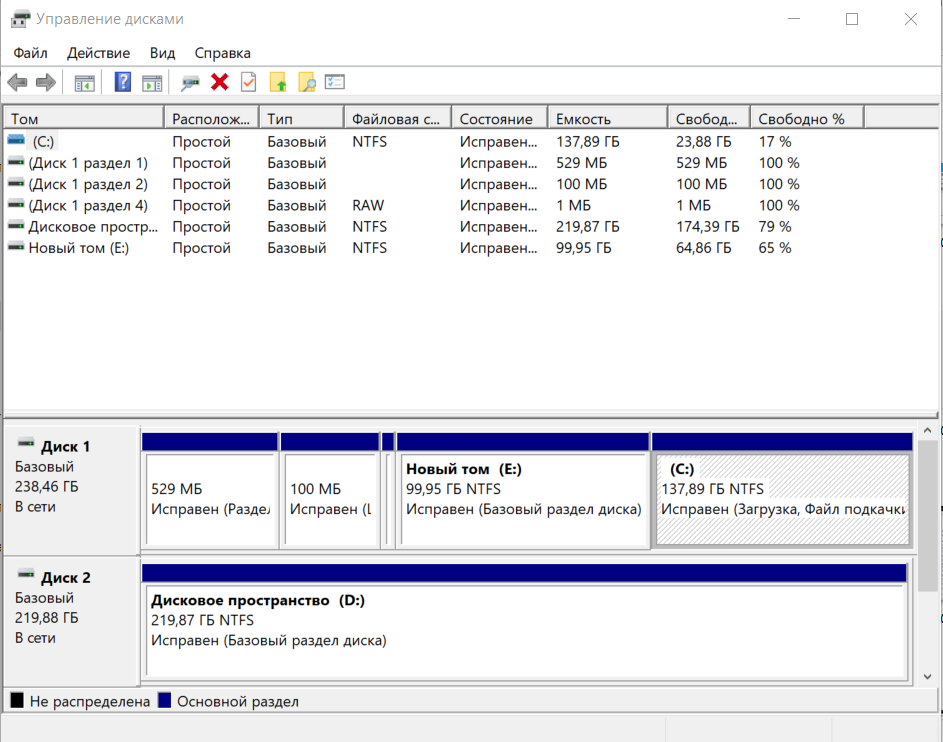 Управление дисками
Файл Действие Вид Справка
Том Располож... Тип Файловая с... Состояние Емкость Свобод... Свободно %
(C:) Простой Базовый NTFS Исправен... 137,89 ГБ 23,88 ГБ 17 %
(Диск 1 раздел 1) Простой Базовый Исправен... 529 МБ 529 МБ 100 %
(Диск 1 раздел 2) Простой Базовый Исправен... 100 МБ 100 МБ 100 %
(Диск 1 раздел 4) Простой Базовый RAW Исправен... 1 МБ 1 МБ 100 %
Дисковое простр... Простой Базовый NTFS Исправен... 219,87 ГБ 174,39 ГБ 79 %
Новый том (E:) Простой Базовый NTFS Исправен... 99,95 ГБ 64,86 ГБ 65 %
Диск 1
Базовый
238,46 ГБ
В сети
529 МБ
Исправен (Раздел
100 МБ
Исправен (Ш
Новый том (E:)
99,95 ГБ NTFS
Исправен (Базовый раздел диска)
(C:)
137,89 ГБ NTFS
Исправен (Загрузка, Файл подкачки
Диск 2
Базовый
219,88 ГБ
В сети
Дисковое пространство (D:)
219,87 ГБ NTFS
Исправен (Базовый раздел диска)
Не распределена Основной раздел